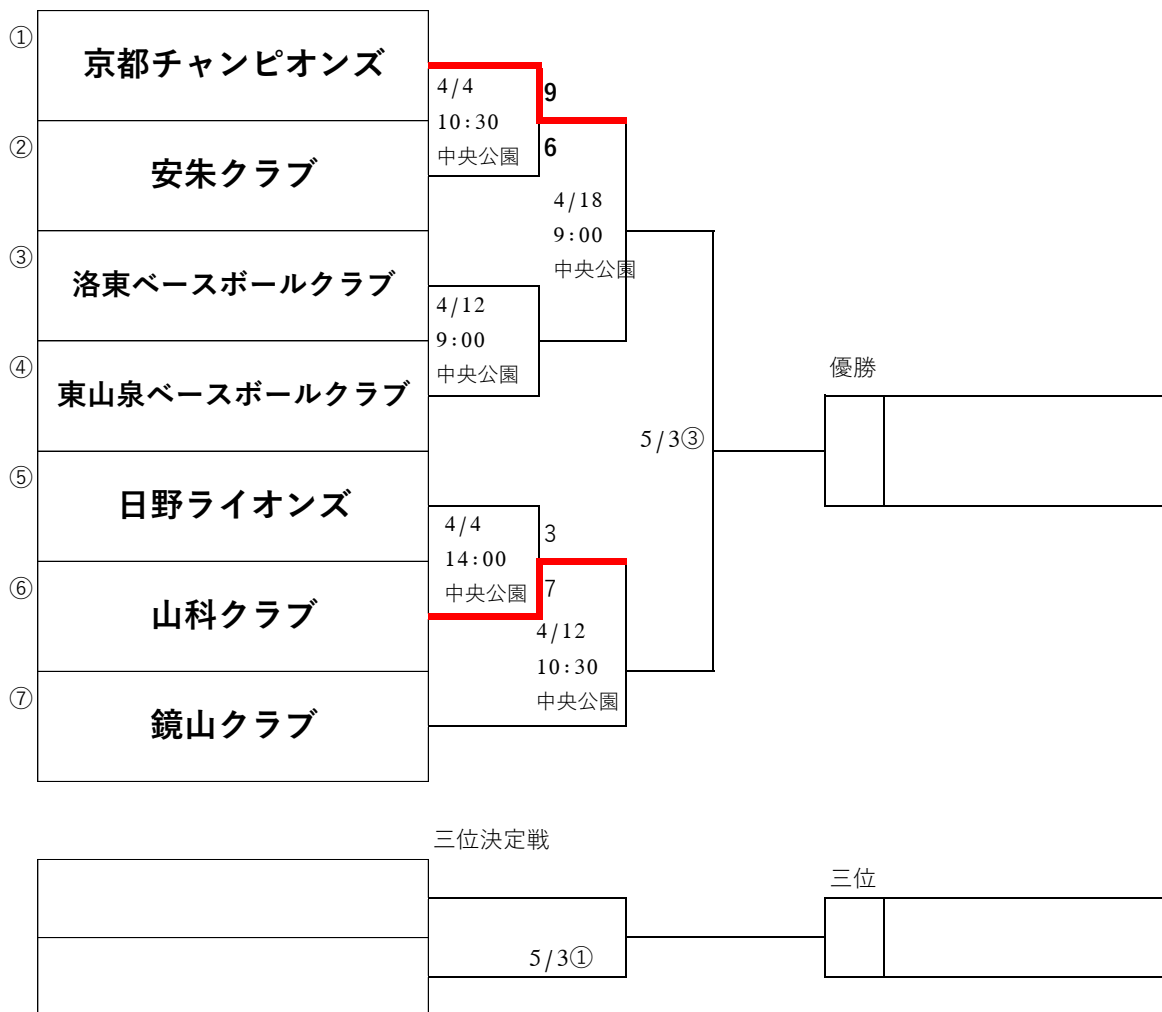 ①
京都チャンピオンズ
4/4
10:30
中央公園
9
6
②
安朱クラブ
4/18
9:00
中央公園
③
洛東ベースボールクラブ
4/12
9:00
中央公園
④
東山泉ベースボールクラブ
優勝
5/3③
⑤
日野ライオンズ
4/4
14:00
中央公園
3
7
⑥
山科クラブ
4/12
10:30
中央公園
⑦
鏡山クラブ
三位決定戦
三位
5/3①